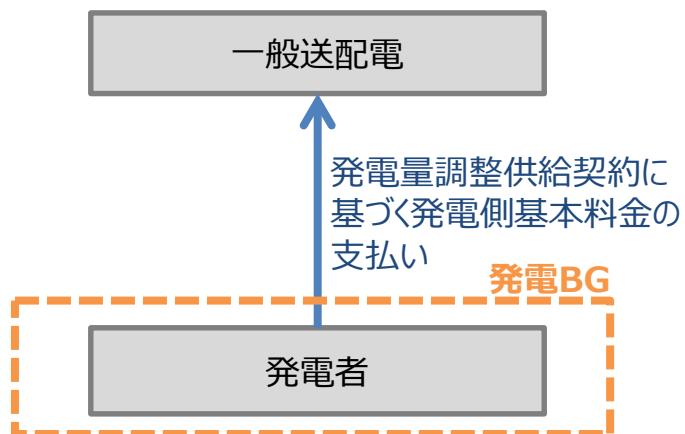 一般送配電
発電量調整供給契約に
基づく発電側基本料金の
支払い
発電BG
発電者